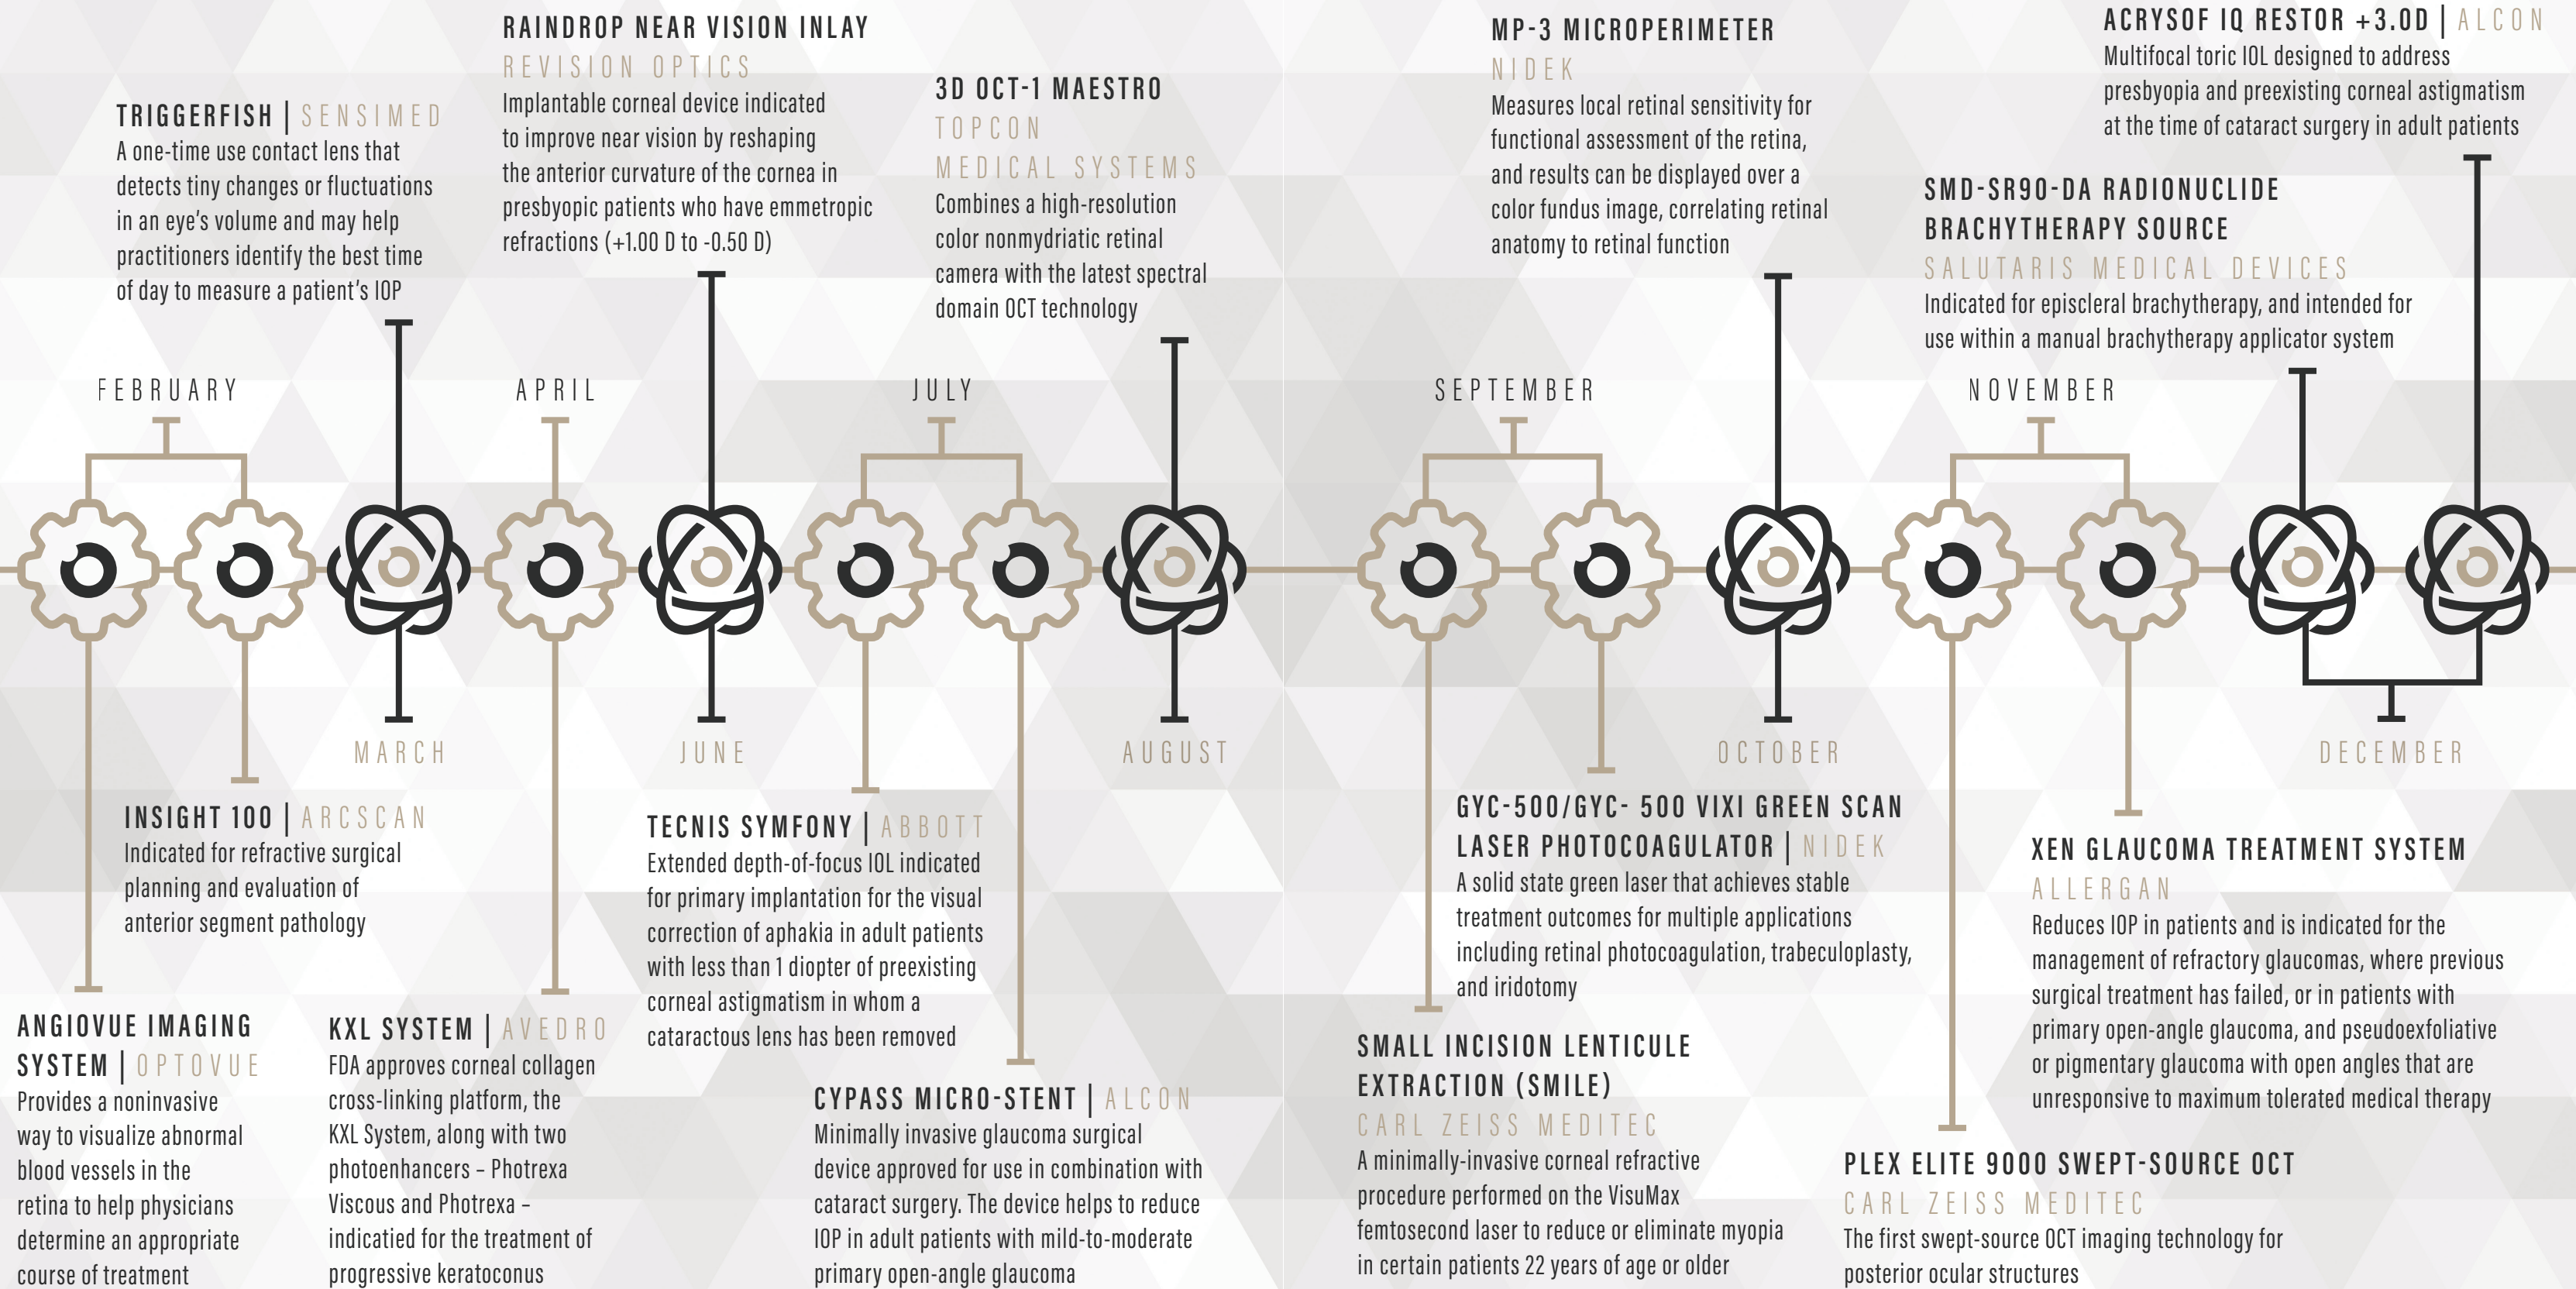 TRIGGERFISH | SENSIMED
A one-time use contact lens that
detects tiny changes or fluctuations
in an eye's volume and may help
practitioners identify the best time
of day to measure a patient's IOP
RAINDROP NEAR VISION INLAY
REVISION OPTICS
Implantable corneal device indicated
to improve near vision by reshaping
the anterior curvature of the cornea in
presbyopic patients who have emmetropic
refractions (+1.00 D to -0.50 D)
3D OCT-1 MAESTRO
TOPCON
MEDICAL SYSTEMS
Combines a high-resolution
color nonmydriatic retinal
camera with the latest spectral
domain OCT technology
MP-3 MICROPERIMETER
NIDEK
Measures local retinal sensitivity for
functional assessment of the retina,
and results can be displayed over a
color fundus image, correlating retinal
anatomy to retinal function
ACRYSOF IQ RESTOR +3.0D | ALCON
Multifocal toric IOL designed to address
presbyopia and preexisting corneal astigmatism
at the time of cataract surgery in adult patients
SMD-SR90-DA RADIONUCLIDE
BRACHYTHERAPY SOURCE
SALUTARIS MEDICAL DEVICES
Indicated for episcleral brachytherapy, and intended for
use within a manual brachytherapy applicator system
FEBRUARY
APRIL
JULY
SEPTEMBER
NOVEMBER
MARCH
JUNE
AUGUST
OCTOBER
DECEMBER
INSIGHT 100 | ARCSCAN
Indicated for refractive surgical
planning and evaluation of
anterior segment pathology
ANGIOVUE IMAGING
SYSTEM | OPTOVUE
Provides a noninvasive
way to visualize abnormal
blood vessels in the
retina to help physicians
determine an appropriate
course of treatment
KXL SYSTEM | AVEDRO
FDA approves corneal collagen
cross-linking platform, the
KXL System, along with two
photoenhancers – Photrexa
Viscous and Photrexa –
indicatied for the treatment of
progressive keratoconus
TECNIS SYMFONY | ABBOTT
Extended depth-of-focus IOL indicated
for primary implantation for the visual
correction of aphakia in adult patients
with less than 1 diopter of preexisting
corneal astigmatism in whom a
cataractous lens has been removed
CYPASS MICRO-STENT | ALCON
Minimally invasive glaucoma surgical
device approved for use in combination with
cataract surgery. The device helps to reduce
IOP in adult patients with mild-to-moderate
primary open-angle glaucoma
GYC-500/GYC- 500 VIXI GREEN SCAN
LASER PHOTOCOAGULATOR | NIDEK
A solid state green laser that achieves stable
treatment outcomes for multiple applications
including retinal photocoagulation, trabeculoplasty,
and iridotomy
SMALL INCISION LENTICULE
EXTRACTION (SMILE)
CARL ZEISS MEDITEC
A minimally-invasive corneal refractive
procedure performed on the VisuMax
femtosecond laser to reduce or eliminate myopia
in certain patients 22 years of age or older
XEN GLAUCOMA TREATMENT SYSTEM
ALLERGAN
Reduces IOP in patients and is indicated for the
management of refractory glaucomas, where previous
surgical treatment has failed, or in patients with
primary open-angle glaucoma, and pseudoexfoliative
or pigmentary glaucoma with open angles that are
unresponsive to maximum tolerated medical therapy
PLEX ELITE 9000 SWEPT-SOURCE OCT
CARL ZEISS MEDITEC
The first swept-source OCT imaging technology for
posterior ocular structures